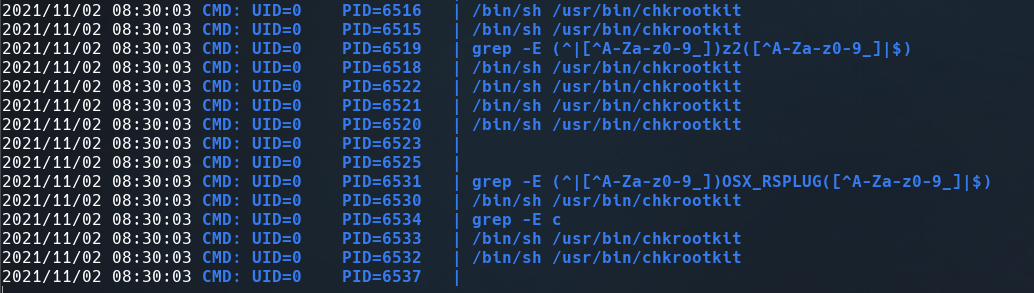 2021/11/02 08:30:03 CMD: UID=0    PID=6516   | /bin/sh /usr/bin/chkrootkit
2021/11/02 08:30:03 CMD: UID=0    PID=6515   | /bin/sh /usr/bin/chkrootkit
2021/11/02 08:30:03 CMD: UID=0    PID=6519   | grep -E (^|[^A-Za-z0-9_])z2([^A-Za-z0-9_]|$)
2021/11/02 08:30:03 CMD: UID=0    PID=6518   | /bin/sh /usr/bin/chkrootkit
2021/11/02 08:30:03 CMD: UID=0    PID=6522   | /bin/sh /usr/bin/chkrootkit
2021/11/02 08:30:03 CMD: UID=0    PID=6521   | /bin/sh /usr/bin/chkrootkit
2021/11/02 08:30:03 CMD: UID=0    PID=6520   | /bin/sh /usr/bin/chkrootkit
2021/11/02 08:30:03 CMD: UID=0    PID=6523   |
2021/11/02 08:30:03 CMD: UID=0    PID=6525   |
2021/11/02 08:30:03 CMD: UID=0    PID=6531   | grep -E (^|[^A-Za-z0-9_])OSX_RSPLUG([^A-Za-z0-9_]|$)
2021/11/02 08:30:03 CMD: UID=0    PID=6530   | /bin/sh /usr/bin/chkrootkit
2021/11/02 08:30:03 CMD: UID=0    PID=6534   | grep -E c
2021/11/02 08:30:03 CMD: UID=0    PID=6533   | /bin/sh /usr/bin/chkrootkit
2021/11/02 08:30:03 CMD: UID=0    PID=6532   | /bin/sh /usr/bin/chkrootkit
2021/11/02 08:30:03 CMD: UID=0    PID=6537   |